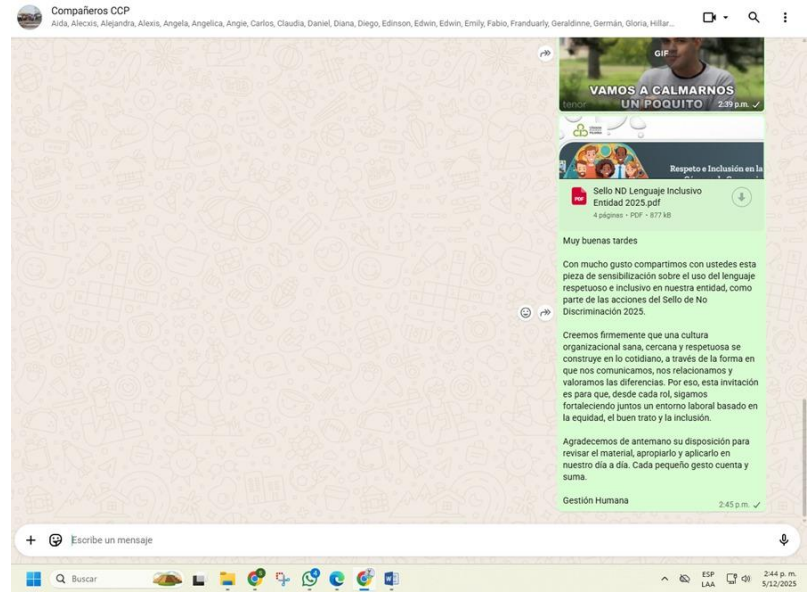 Compañeros CCP
Aida, Alecxis, Alejandra, Alexis, Angela, Angelica, Angie, Carlos, Claudia, Daniel, Diana, Diego, Edinson, Edwin, Edwin, Emily, Fabio, Franduarly, Geraldinne, Germán, Gloria, Hillar...
GIF
VAMOS A CALMARNOS
UN POQUITO
tenor
2:39 p.m.
Respeto e Inclusión en la
Sello ND Lenguaje Inclusivo
Entidad 2025.pdf
PDF
4 páginas • PDF • 877 kB
Muy buenas tardes
Con mucho gusto compartimos con ustedes esta
pieza de sensibilización sobre el uso del lenguaje
respetuoso e inclusivo en nuestra entidad, como
parte de las acciones del Sello de No
Discriminación 2025.
Creemos firmemente que una cultura
organizacional sana, cercana y respetuosa se
construye en lo cotidiano, a través de la forma en
que nos comunicamos, nos relacionamos y
valoramos las diferencias. Por eso, esta invitación
es para que, desde cada rol, sigamos
fortaleciendo juntos un entorno laboral basado en
la equidad, el buen trato y la inclusión.
Agradecemos de antemano su disposición para
revisar el material, apropiarlo y aplicarlo en
nuestro día a día. Cada pequeño gesto cuenta y
suma.
Gestión Humana
2:45 p.m.
Escribe un mensaje
Buscar
ESP
LAA
2:44 p. m.
5/12/2025